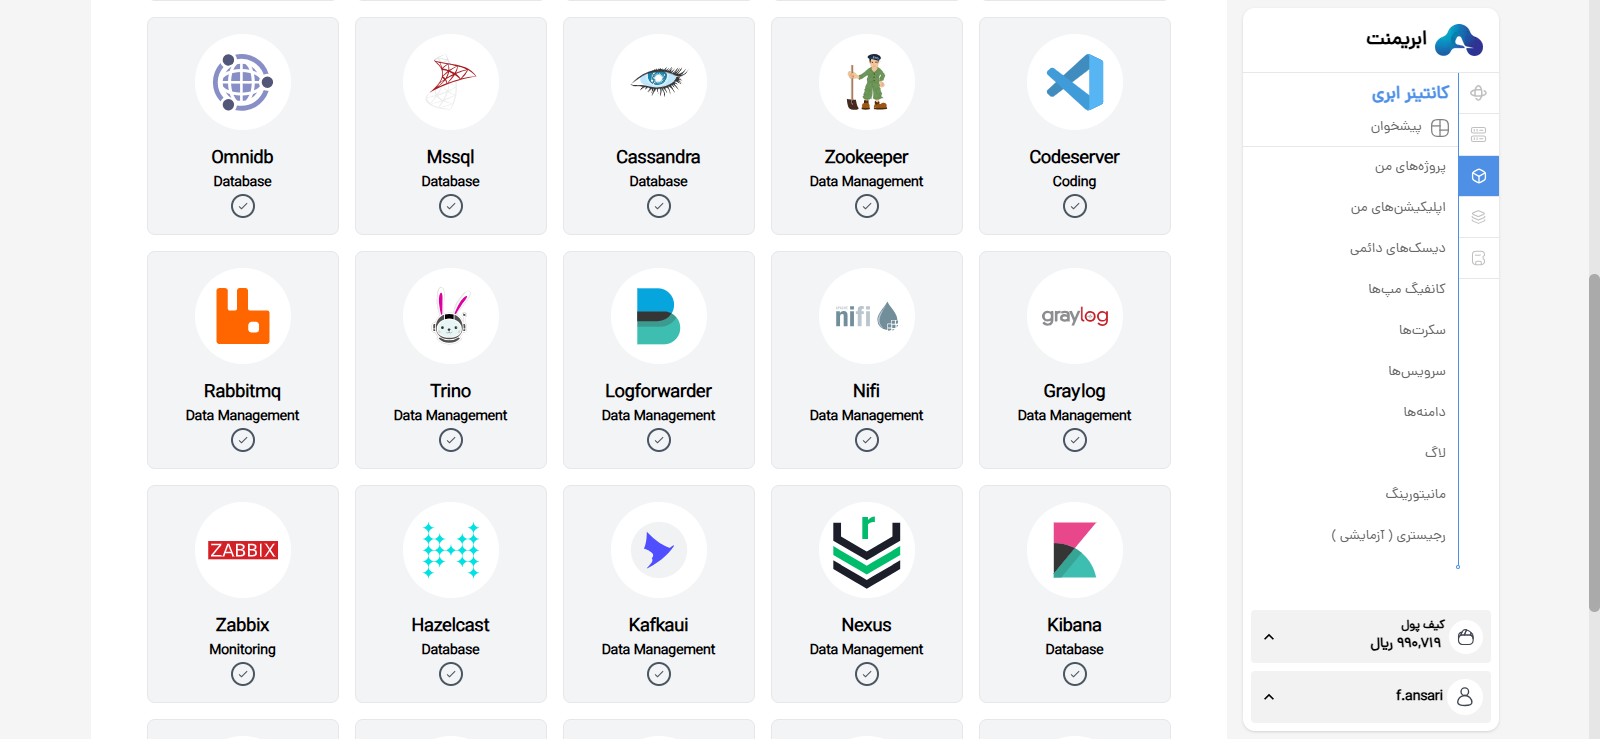 ابریمنت
کانتینر ابری
پیشخوان
پروژه‌های من
اپلیکیشن‌های من
دیسک‌های دائمی
کانفیگ مپ‌ها
سکرت‌ها
سرویس‌ها
دامنه‌ها
لاگ
مانیتورینگ
رجیستری ( آزمایشی )
کیف پول
۹۹۰,۷۱۹ ریال
f.ansari
Omnidb
Database
Mssql
Database
Cassandra
Database
Zookeeper
Data Management
Codeserver
Coding
Rabbitmq
Data Management
Trino
Data Management
Logforwarder
Data Management
nifi
Nifi
Data Management
graylog
Graylog
Data Management
ZABBIX
Zabbix
Monitoring
Hazelcast
Database
Kafkaui
Data Management
r
Nexus
Data Management
Kibana
Database